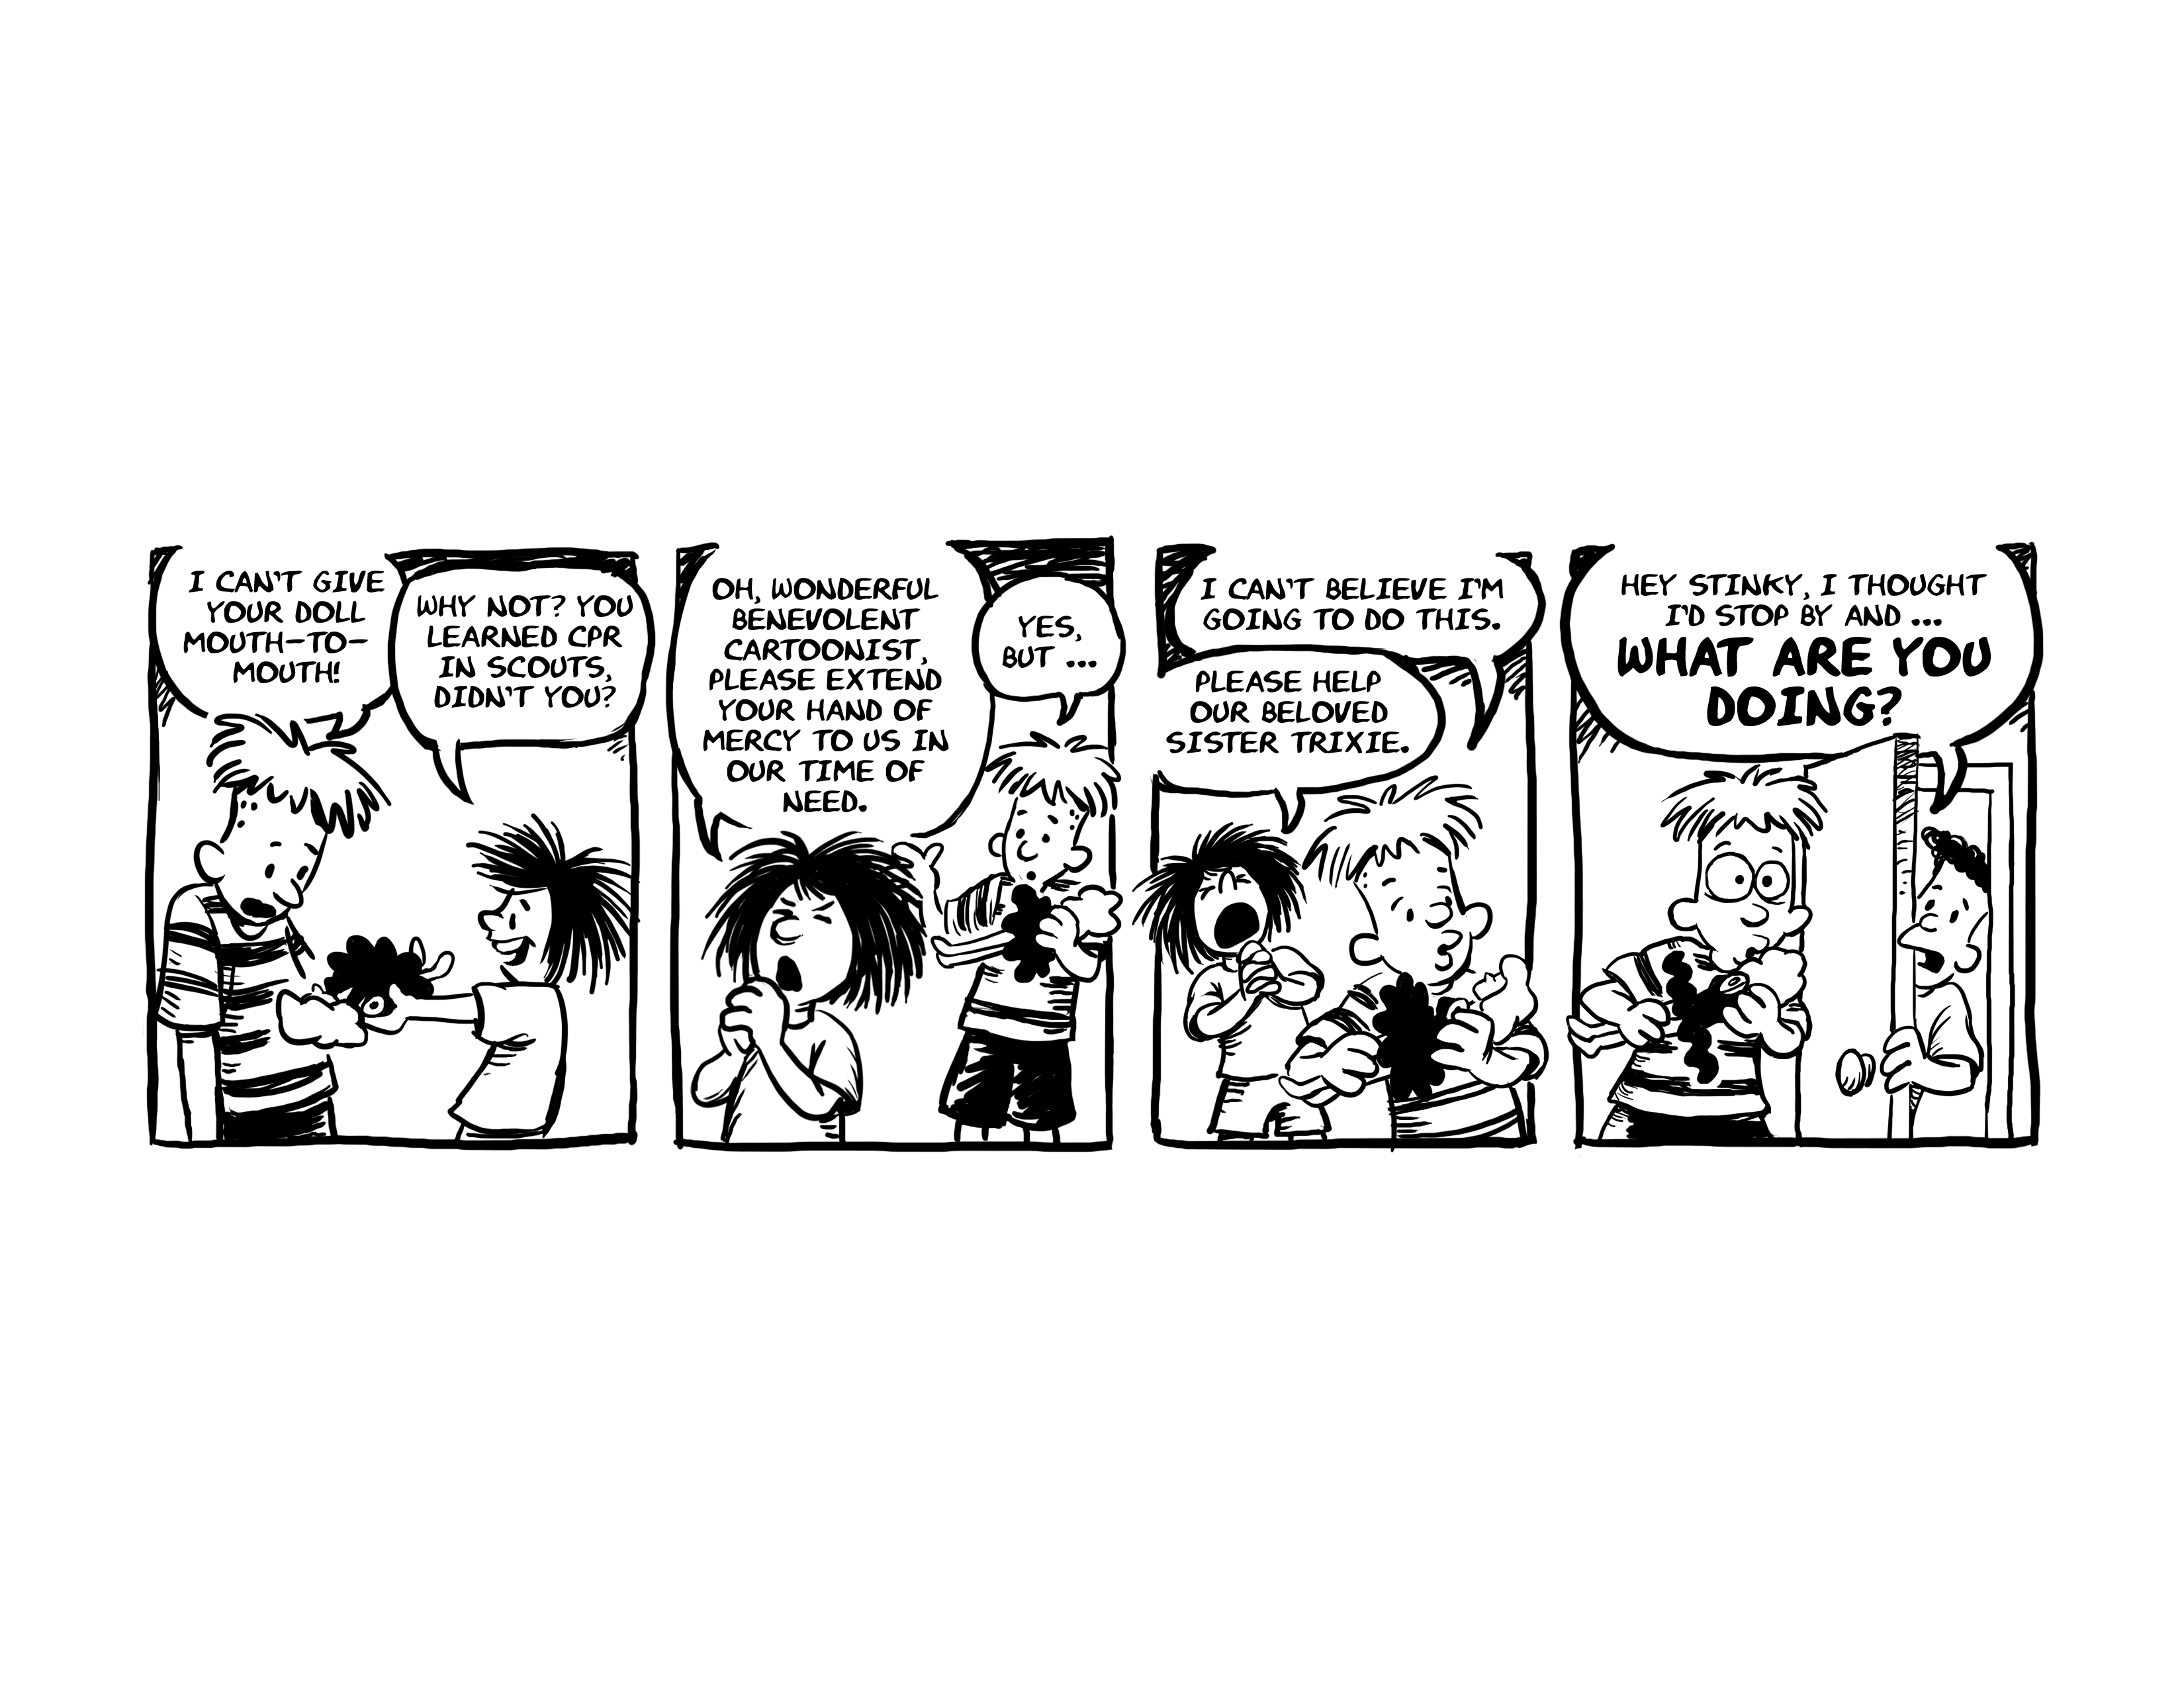 I CAN'T GIVE
YOUR DOLL
MOUTH-TO-
MOUTH!
WHY NOT? YOU
LEARNED CPR
IN SCOUTS,
DIDN'T YOU?
OH, WONDERFUL
BENEVOLENT
CARTOONIST,
PLEASE EXTEND
YOUR HAND OF
MERCY TO US IN
OUR TIME OF
NEED.
YES,
BUT ...
I CAN'T BELIEVE I'M
GOING TO DO THIS.
PLEASE HELP
OUR BELOVED
SISTER TRIXIE.
HEY STINKY, I THOUGHT
I'D STOP BY AND ...
WHAT ARE YOU
DOING?